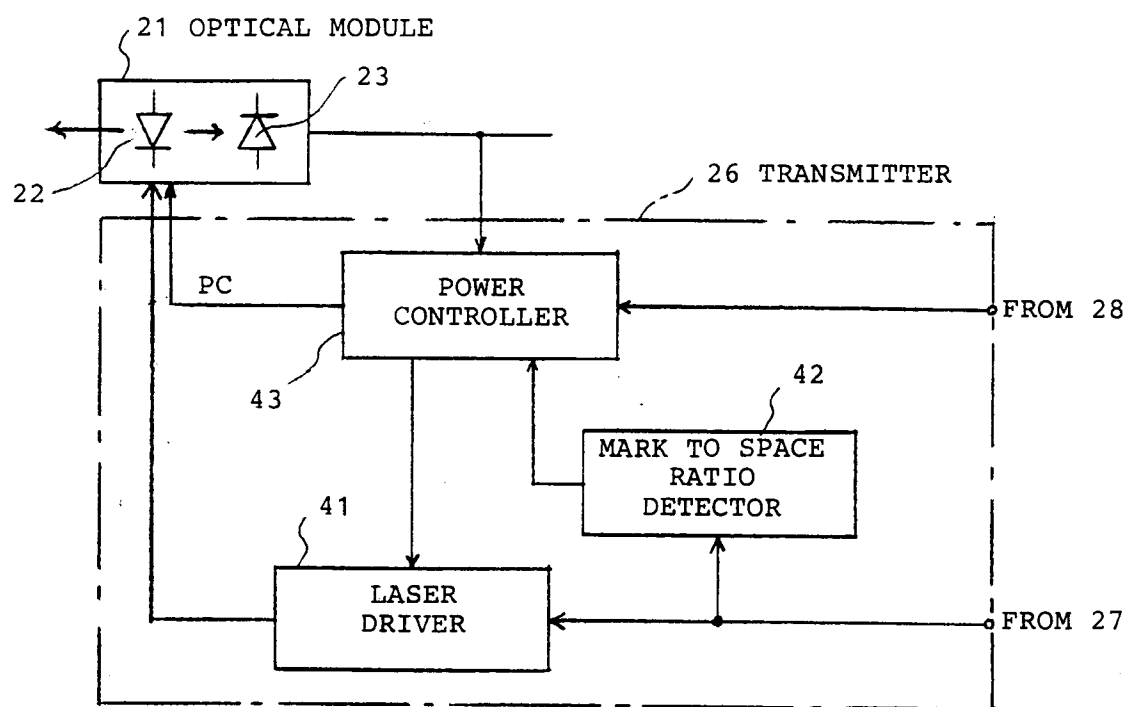 21 OPTICAL MODULE
23
22
26 TRANSMITTER
PC
POWER
CONTROLLER
FROM 28
43
42
MARK TO SPACE
RATIO
DETECTOR
41
LASER
DRIVER
FROM 27